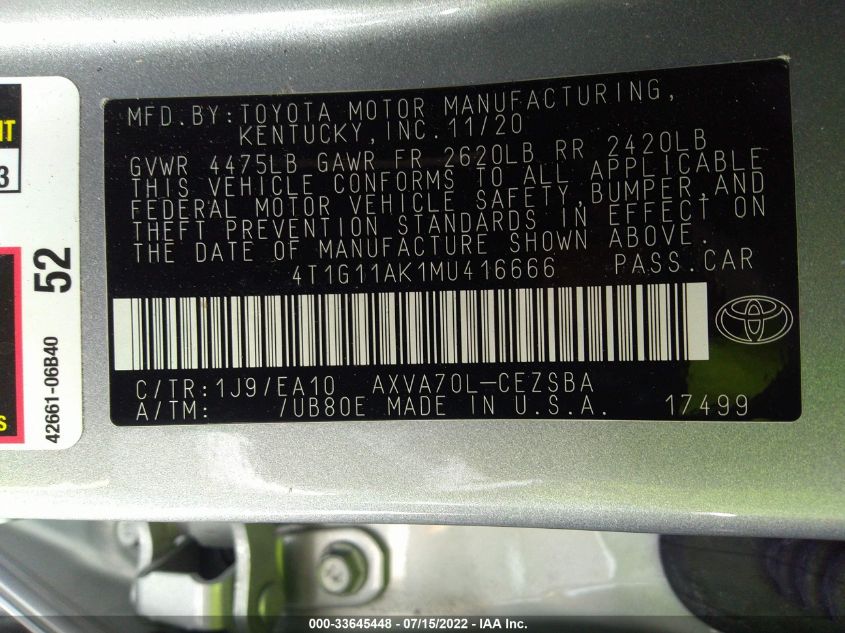 MFD.BY:TOYOTA MOTOR MANUFACTURING,
KENTUCKY,INC.11/20
GVWR 4475LB GAWR FR 2620LB RR 2420LB
THIS VEHICLE CONFORMS TO ALL APPLICABLE
FEDERAL MOTOR VEHICLE SAFETY,BUMPER,AND
THEFT PREVENTION STANDARDS IN EFFECT ON
THE DATE OF MANUFACTURE SHOWN ABOVE.
4T1G11AK1MU416666 PASS.CAR
C/TR:1J9/EA10 AXVA70L-CEZSBA
A/TM: /UB80E MADE IN U.S.A. 17499
NT
3
S
52
42661-06B40
000-33645448 - 07/15/2022 - IAA Inc.